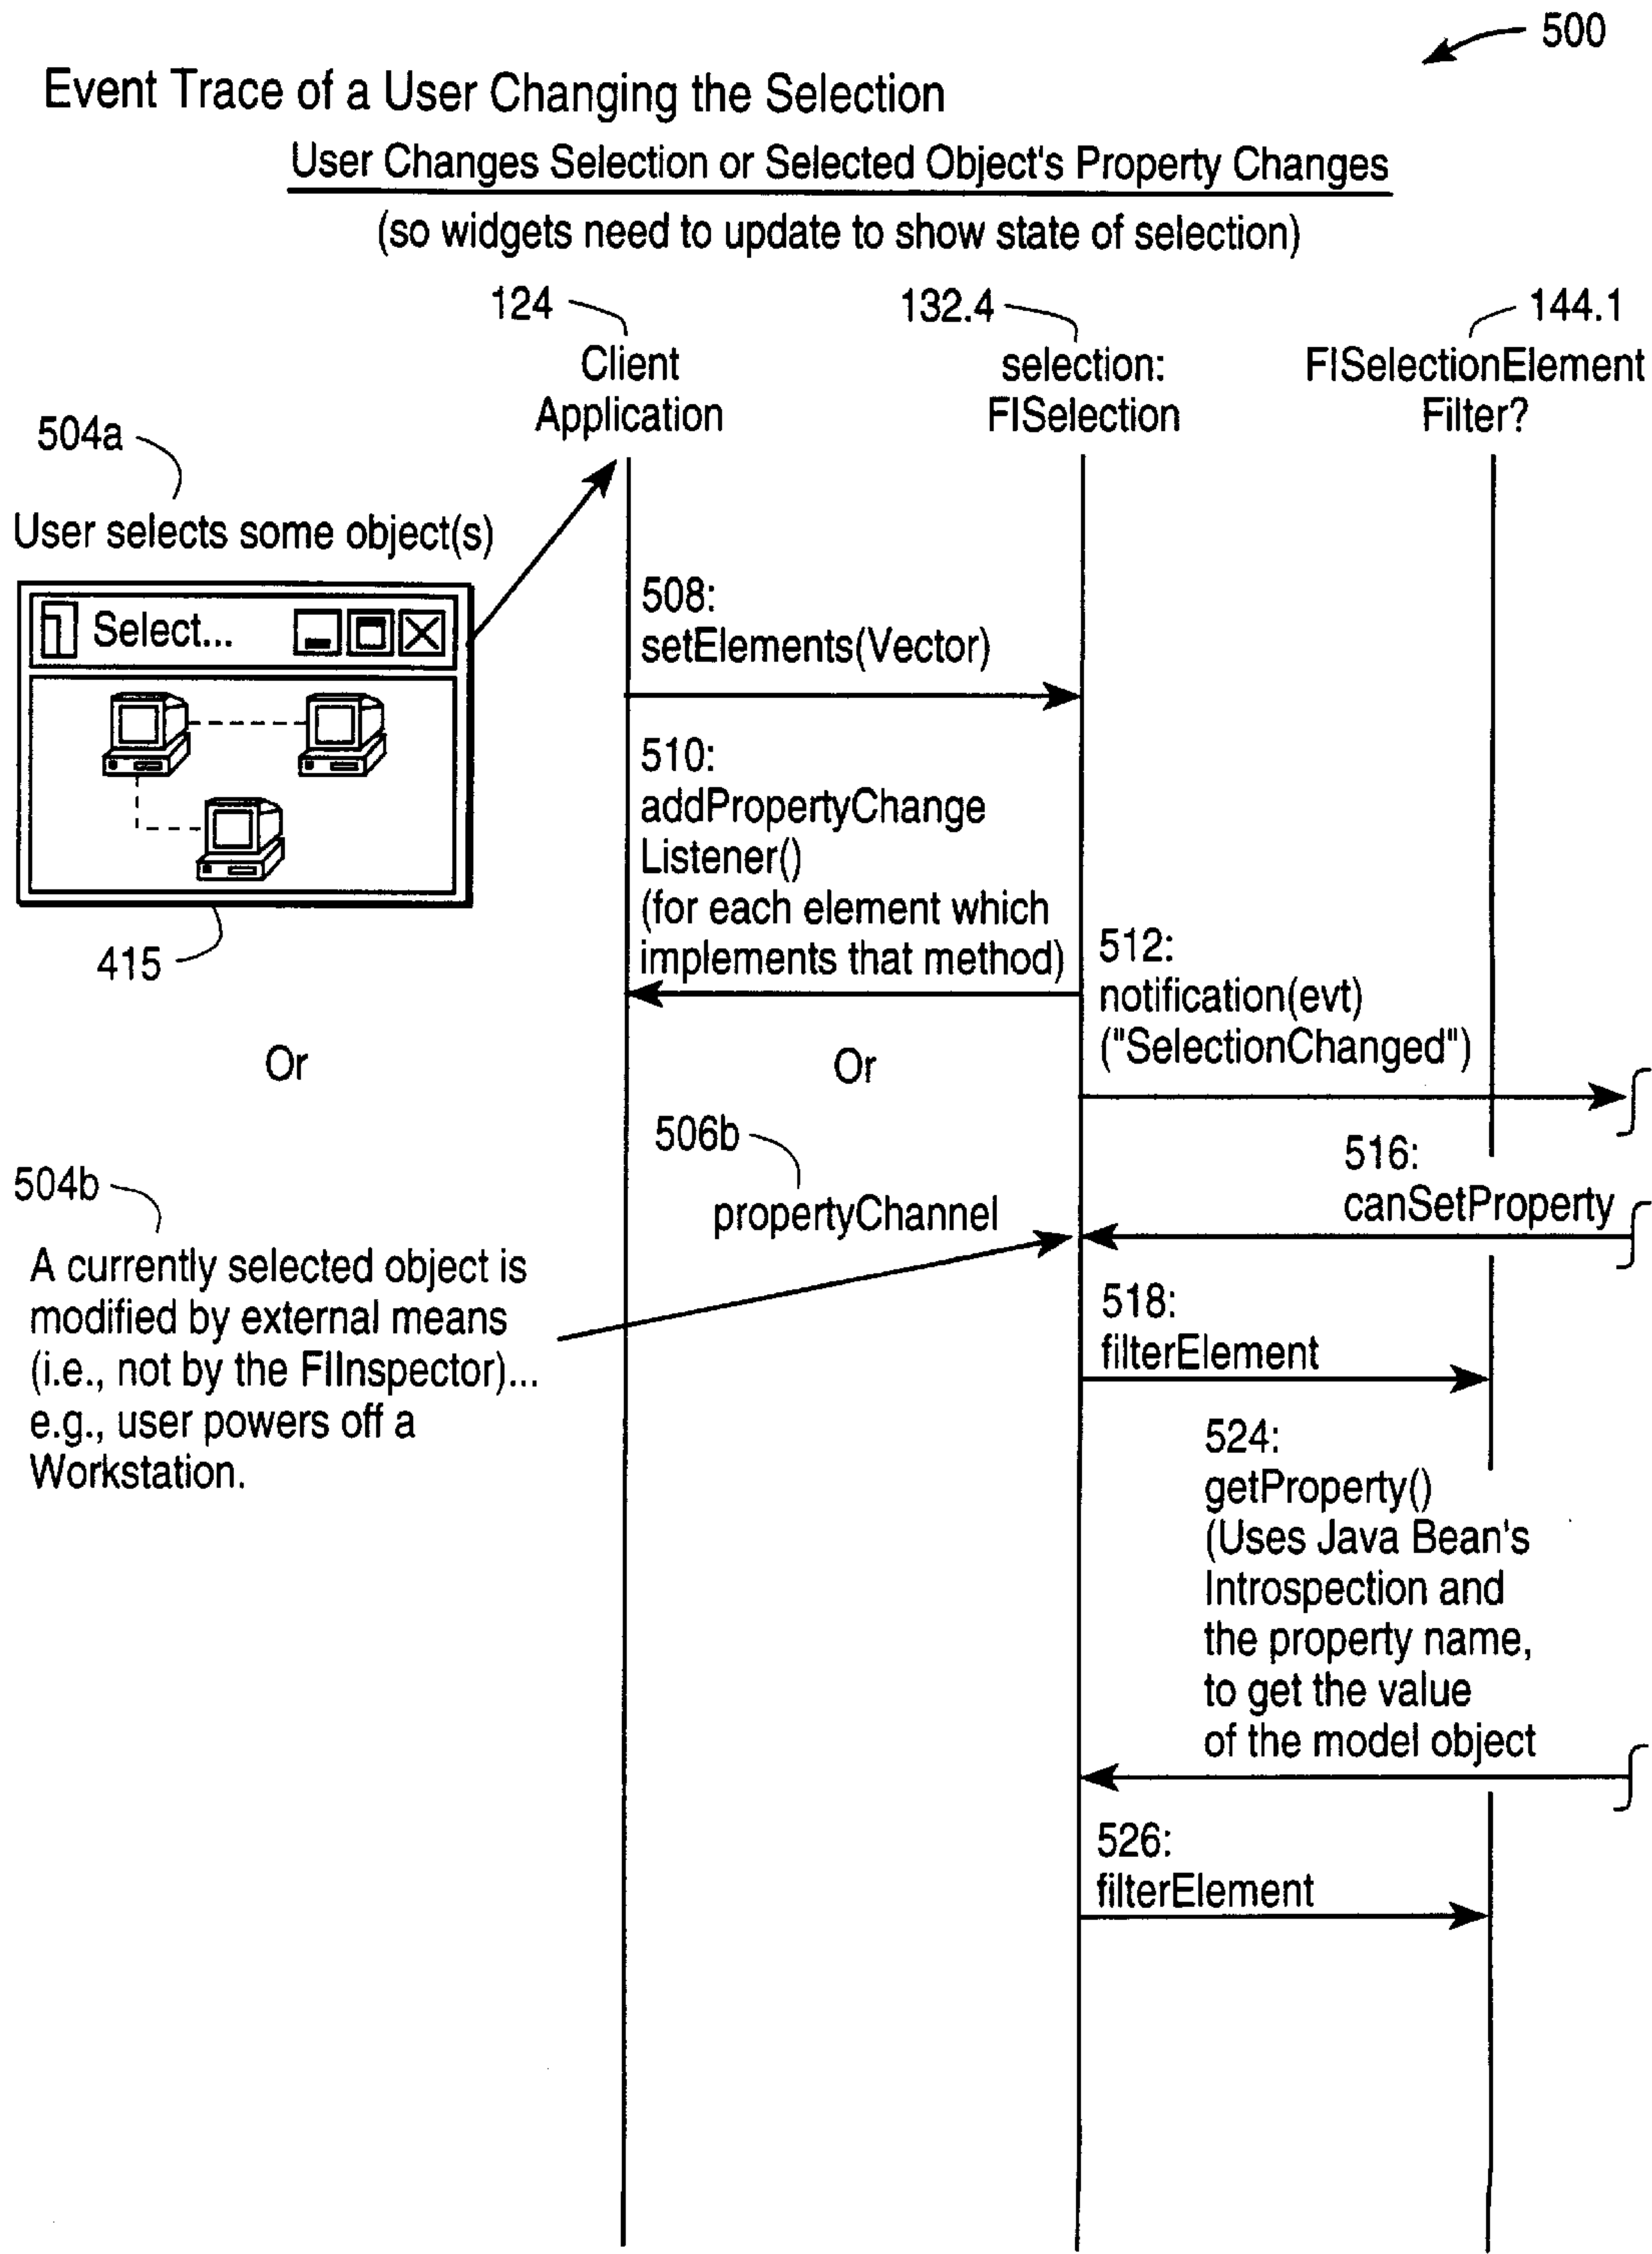 500
Event Trace of a User Changing the Selection
User Changes Selection or Selected Object's Property Changes
(so widgets need to update to show state of selection)
124
132.4
144.1
Client
Application
selection:
FISelection
FISelectionElement
Filter?
504a
User selects some object(s)
Select...
415
508:
setElements(Vector)
510:
addPropertyChange
Listener()
(for each element which
implements that method)
512:
notification(evt)
("SelectionChanged")
Or
Or
506b
propertyChannel
516:
canSetProperty
504b
A currently selected object is
modified by external means
(i.e., not by the FIInspector)...
e.g., user powers off a
Workstation.
518:
filterElement
524:
getProperty()
(Uses Java Bean's
Introspection and
the property name,
to get the value
of the model object
526:
filterElement